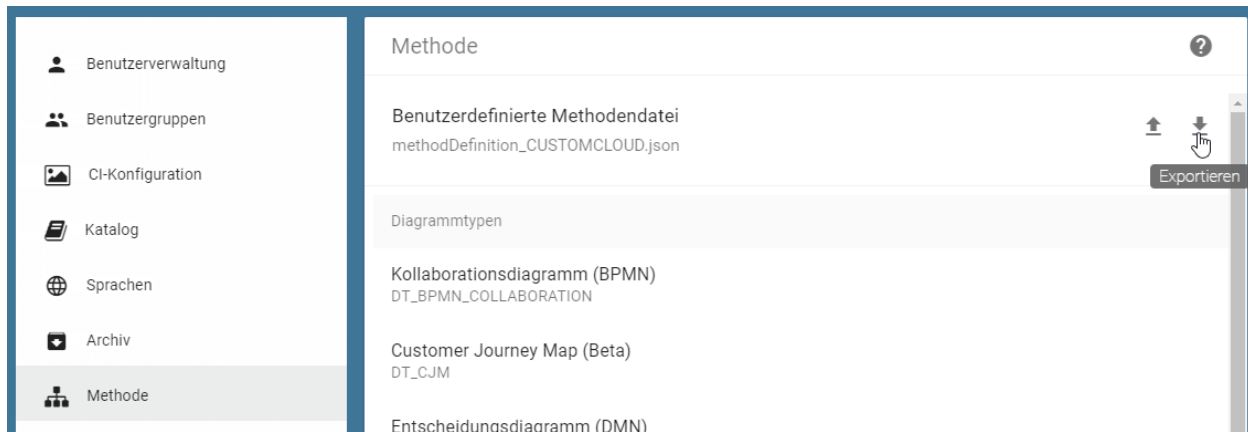 Benutzerverwaltung
Benutzergruppen
CI-Konfiguration
Katalog
Sprachen
Archiv
Methode
Methode
Benutzerdefinierte Methodendatei
methodDefinition_CUSTOMCLOUD.json
Exportieren
Diagrammtypen
Kollaborationsdiagramm (BPMN)
DT_BPMN_COLLABORATION
Customer Journey Map (Beta)
DT_CJM
Entscheidungsdiagramm (DMN)